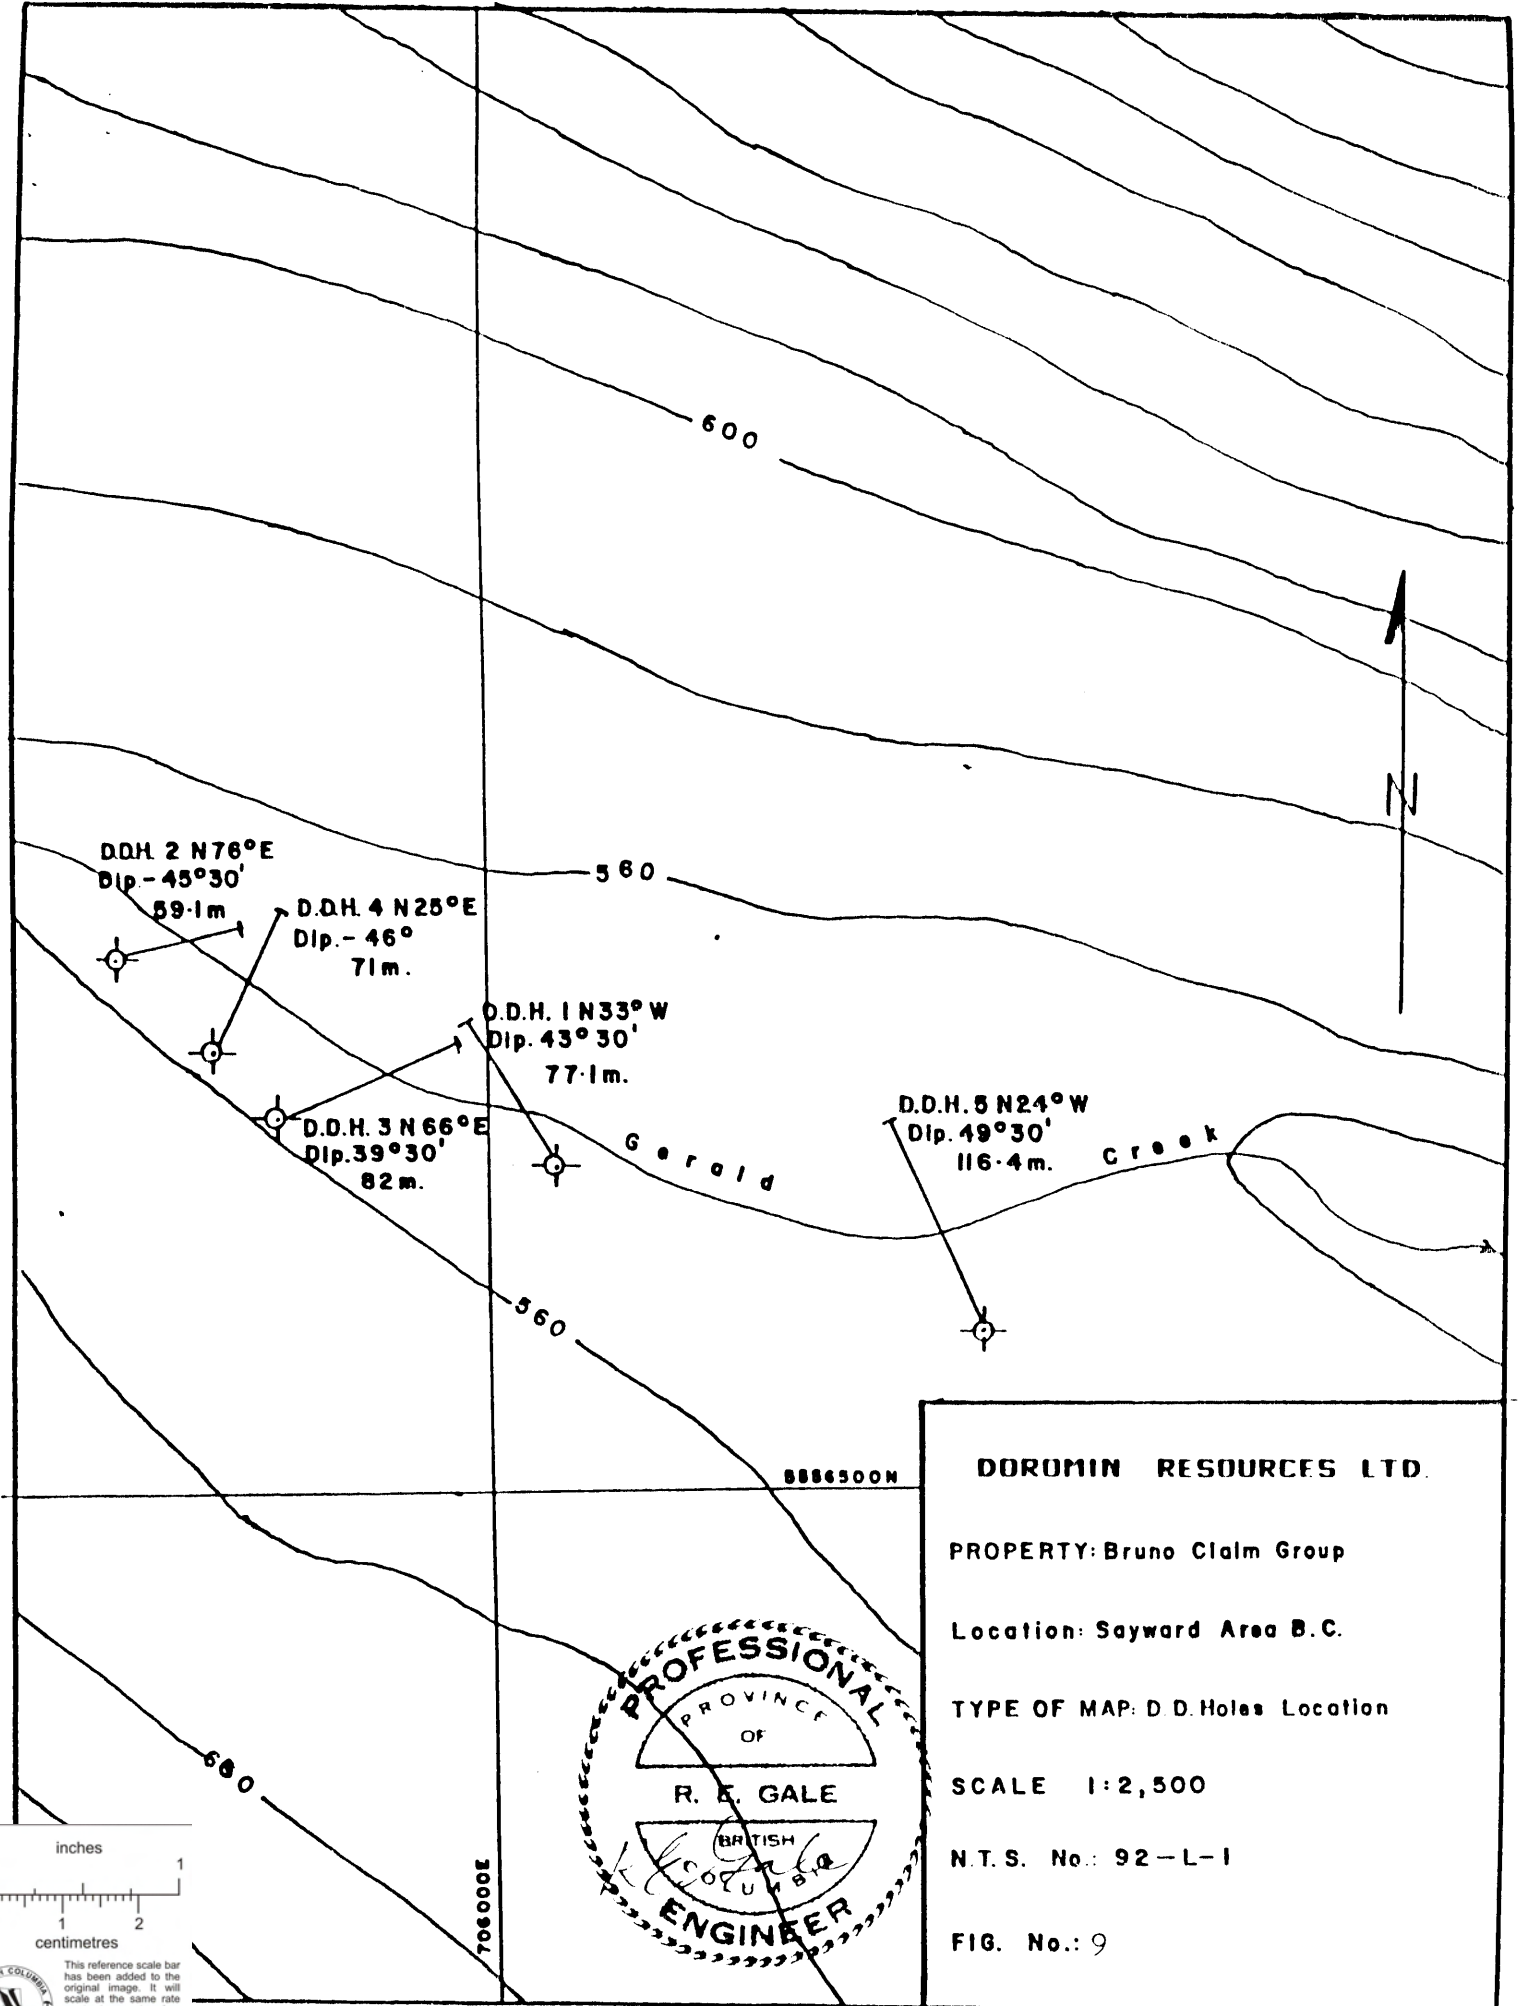 600
560
D.D.H. 2 N76°E
Dip.-45°30'
59.1m
D.D.H. 4 N25°E
Dip.- 46°
71m.
D.D.H. 1 N33°W
Dip. 43°30'
77.1m.
D.D.H. 3 N66°E
Dip.39°30'
82m.
D.D.H. 5 N24°W
Dip. 49°30'
116.4m.
Gerald Creek
N
560
DOROMIN RESOURCES LTD.
PROPERTY: Bruno Claim Group
Location: Sayward Area B.C.
TYPE OF MAP: D.D.Holes Location
SCALE 1:2,500
N.T.S. No.: 92-L-1
FIG. No.: 9
PROFESSIONAL
PROVINCE
OF
R. E. GALE
BRITISH
COLUMBIA
ENGINEER
706000E
inches
1
1 2
centimetres
This reference scale bar
has been added to the
original image. It will
scale at the same rate